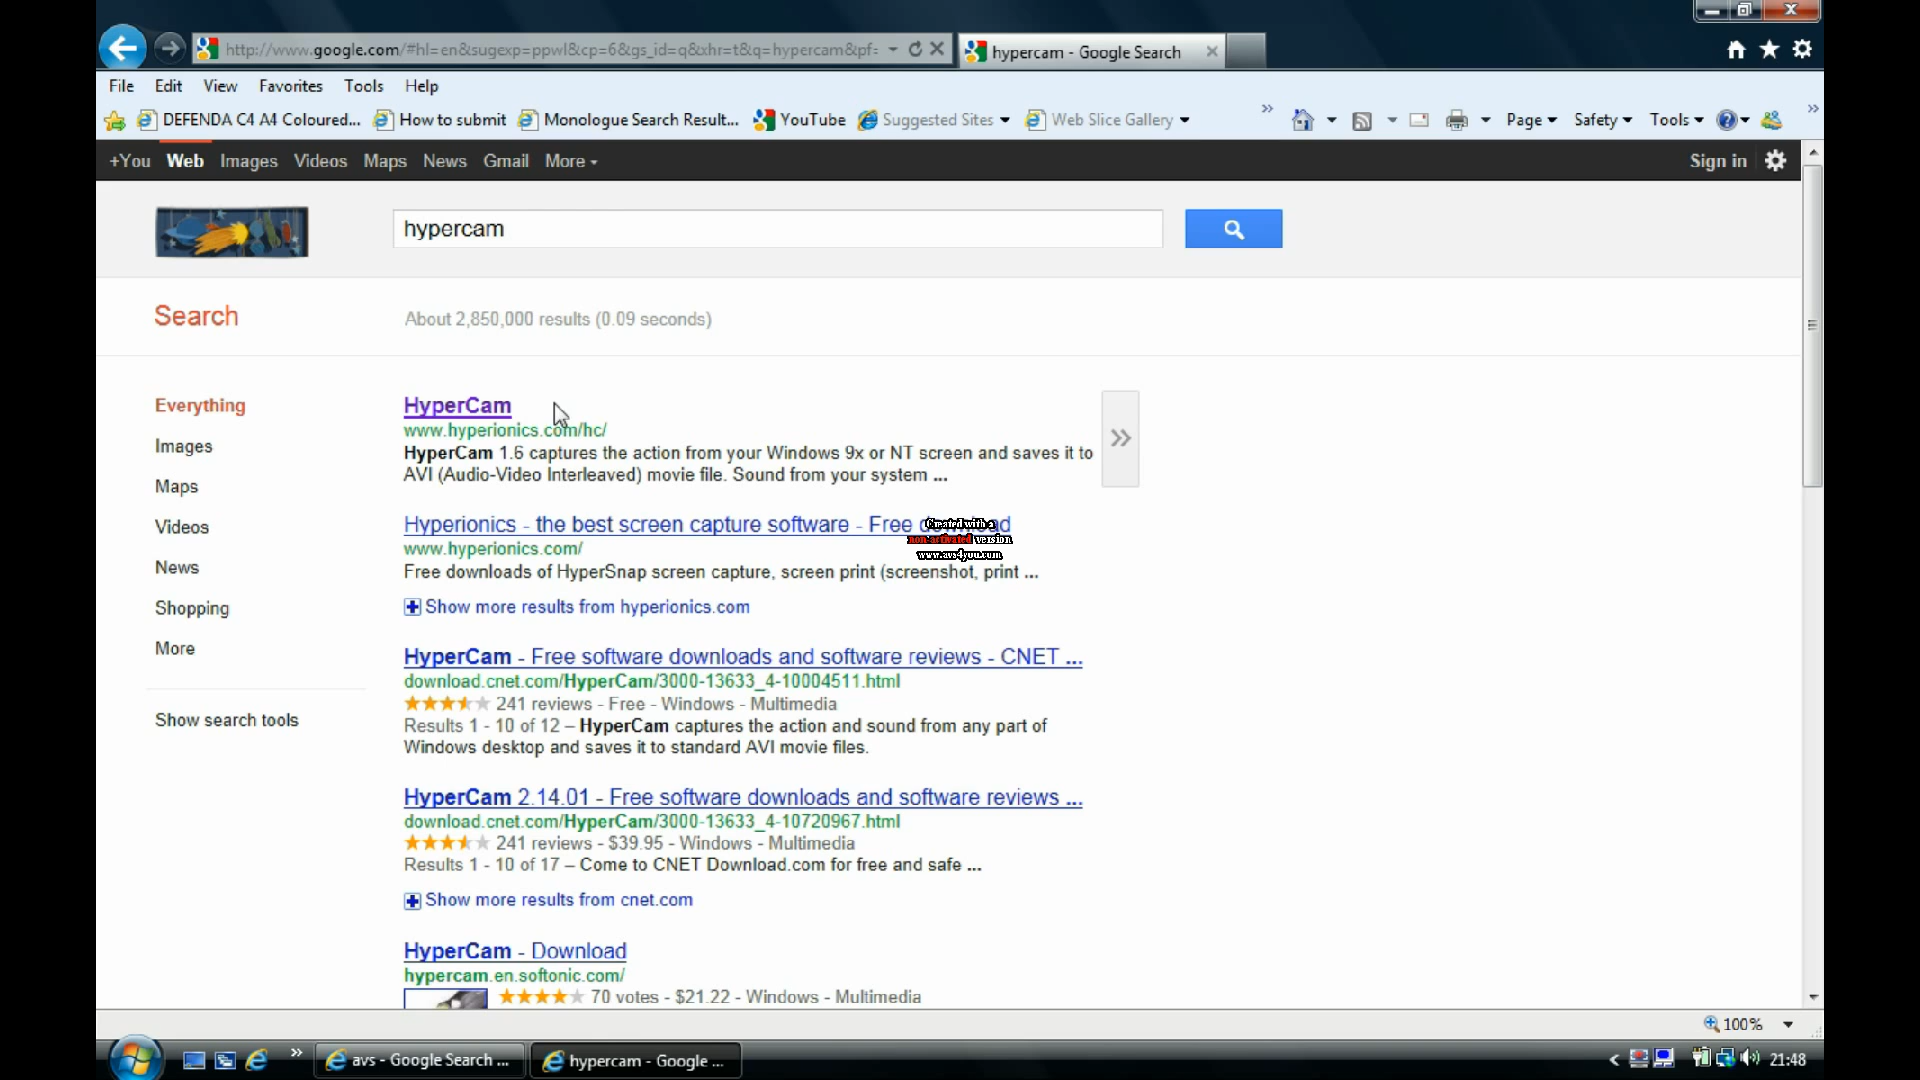 http://www.google.com/#hl=en&sugexp=ppwl&cp=6&gs_id=q&xhr=t&q=hypercam&pf=
hypercam - Google Search
File Edit View Favorites Tools Help
DEFENDA C4 A4 Coloured... How to submit Monologue Search Result... YouTube Suggested Sites Web Slice Gallery » Page Safety Tools »
+You Web Images Videos Maps News Gmail More Sign in
hypercam
Search
About 2,850,000 results (0.09 seconds)
Everything
Images
Maps
Videos
News
Shopping
More
Show search tools
HyperCam
www.hyperionics.com/hc/
HyperCam 1.6 captures the action from your Windows 9x or NT screen and saves it to
AVI (Audio-Video Interleaved) movie file. Sound from your system ...
»
Hyperionics - the best screen capture software - Free download
www.hyperionics.com/
Free downloads of HyperSnap screen capture, screen print (screenshot, print ...
Show more results from hyperionics.com
Created with a
non activated version
www.avs4you.com
HyperCam - Free software downloads and software reviews - CNET ...
download.cnet.com/HyperCam/3000-13633_4-10004511.html
241 reviews - Free - Windows - Multimedia
Results 1 - 10 of 12 – HyperCam captures the action and sound from any part of
Windows desktop and saves it to standard AVI movie files.
HyperCam 2.14.01 - Free software downloads and software reviews ...
download.cnet.com/HyperCam/3000-13633_4-10720967.html
241 reviews - $39.95 - Windows - Multimedia
Results 1 - 10 of 17 – Come to CNET Download.com for free and safe ...
Show more results from cnet.com
HyperCam - Download
hypercam.en.softonic.com/
70 votes - $21.22 - Windows - Multimedia
100%
» avs - Google Search ... hypercam - Google ... < 21:48